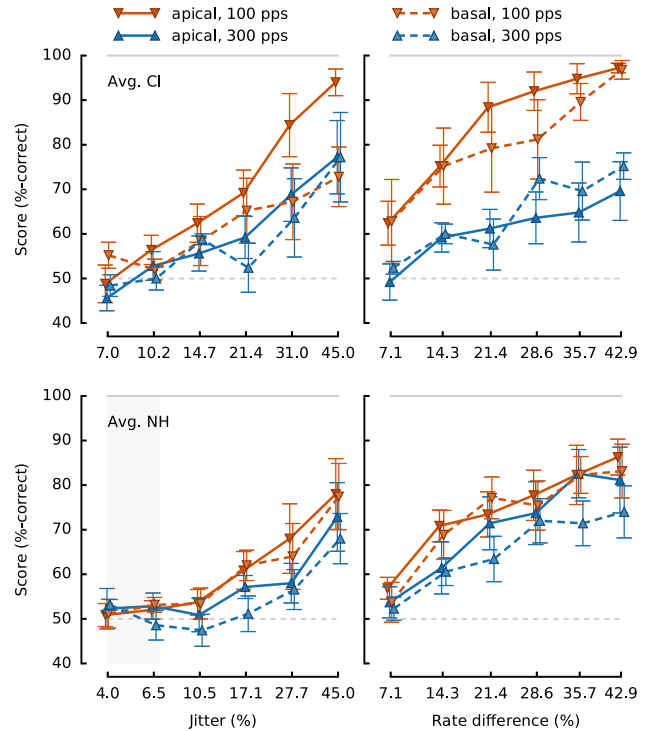 apical, 100 pps
basal, 100 pps
apical, 300 pps
basal, 300 pps
Avg. CI
Score (%-correct)
100
90
80
70
60
50
40
7.0 10.2 14.7 21.4 31.0 45.0
7.1 14.3 21.4 28.6 35.7 42.9
Avg. NH
Score (%-correct)
100
90
80
70
60
50
40
4.0 6.5 10.5 17.1 27.7 45.0
7.1 14.3 21.4 28.6 35.7 42.9
Jitter (%)
Rate difference (%)